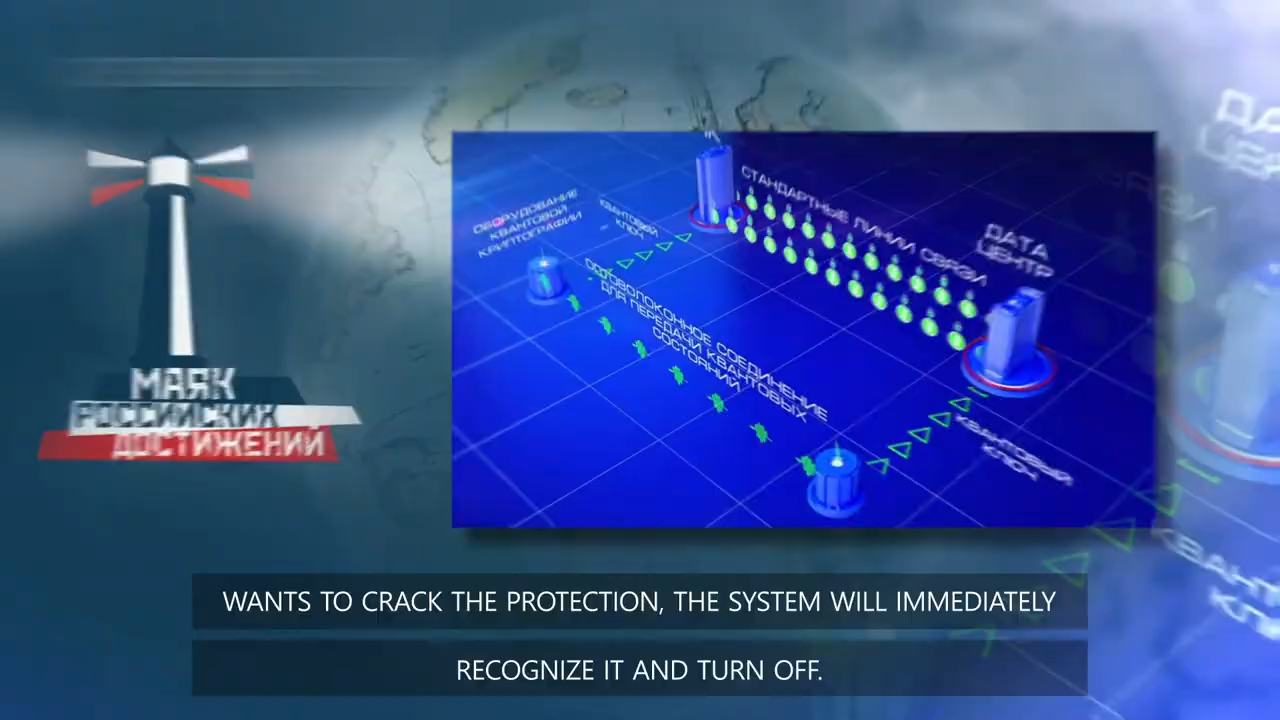 МАЯК
РОССИЙСКИХ
ДОСТИЖЕНИЙ
ОБОРУДОВАНИЕ
КВАНТОВОЙ
КРИПТОГРАФИИ
КВАНТОВЫЙ
КЛЮЧ
СТАНДАРТНЫЕ ЛИНИИ СВЯЗИ
ДАТА
ЦЕНТР
ОДНОВОЛОКОННОЕ СОЕДИНЕНИЕ
ДЛЯ ПЕРЕДАЧИ КВАНТОВЫХ
СОСТОЯНИЙ
КВАНТОВЫЙ
КЛЮЧ
WANTS TO CRACK THE PROTECTION, THE SYSTEM WILL IMMEDIATELY
RECOGNIZE IT AND TURN OFF.